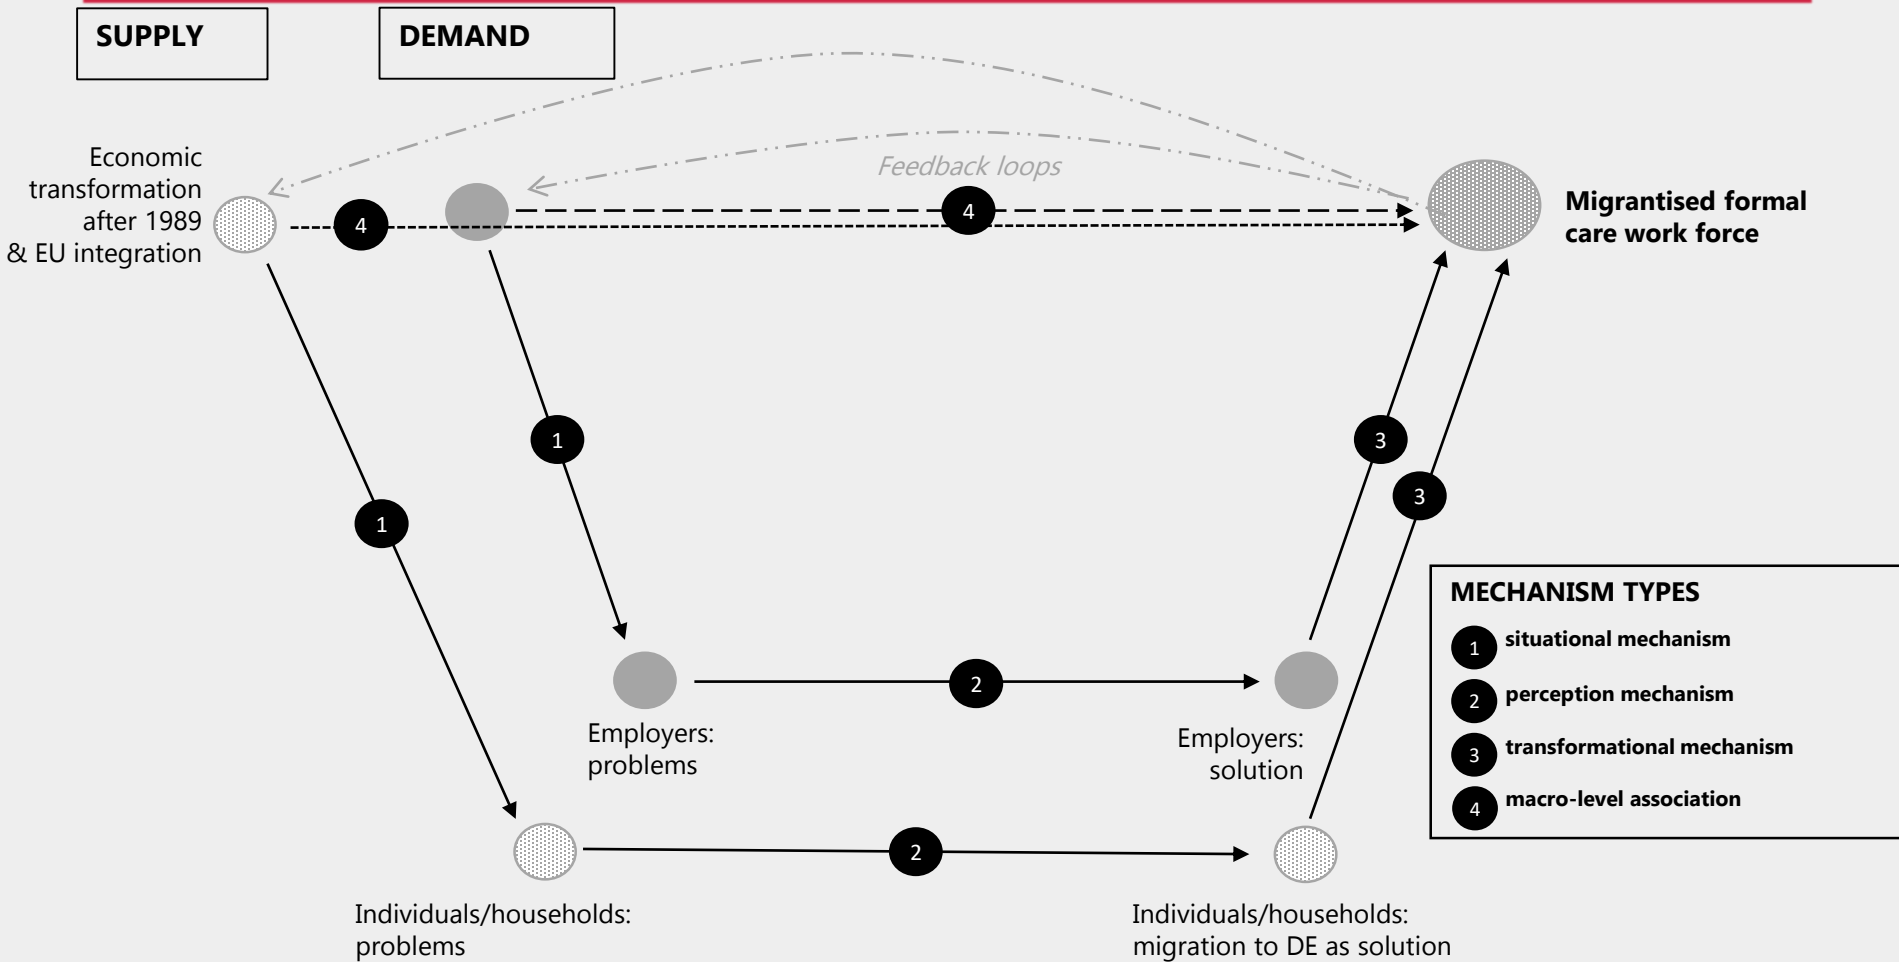 SUPPLY
DEMAND
Economic
transformation
after 1989
& EU integration
Feedback loops
4
4
Migrantised formal
care work force
1
3
3
1
MECHANISM TYPES
1 situational mechanism
2 perception mechanism
3 transformational mechanism
4 macro-level association
2
Employers:
problems
Employers:
solution
2
Individuals/households:
problems
Individuals/households:
migration to DE as solution